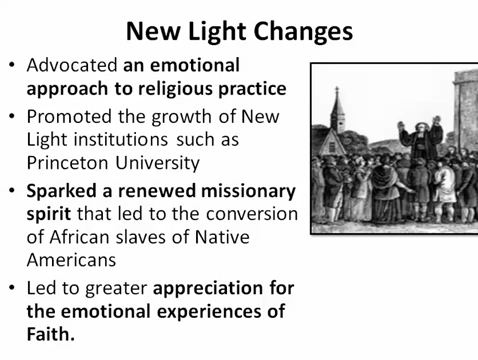 New Light Changes
• Advocated an emotional
approach to religious practice
• Promoted the growth of New
Light institutions such as
Princeton University
• Sparked a renewed missionary
spirit that led to the conversion
of African slaves of Native
Americans
• Led to greater appreciation for
the emotional experiences of
Faith.